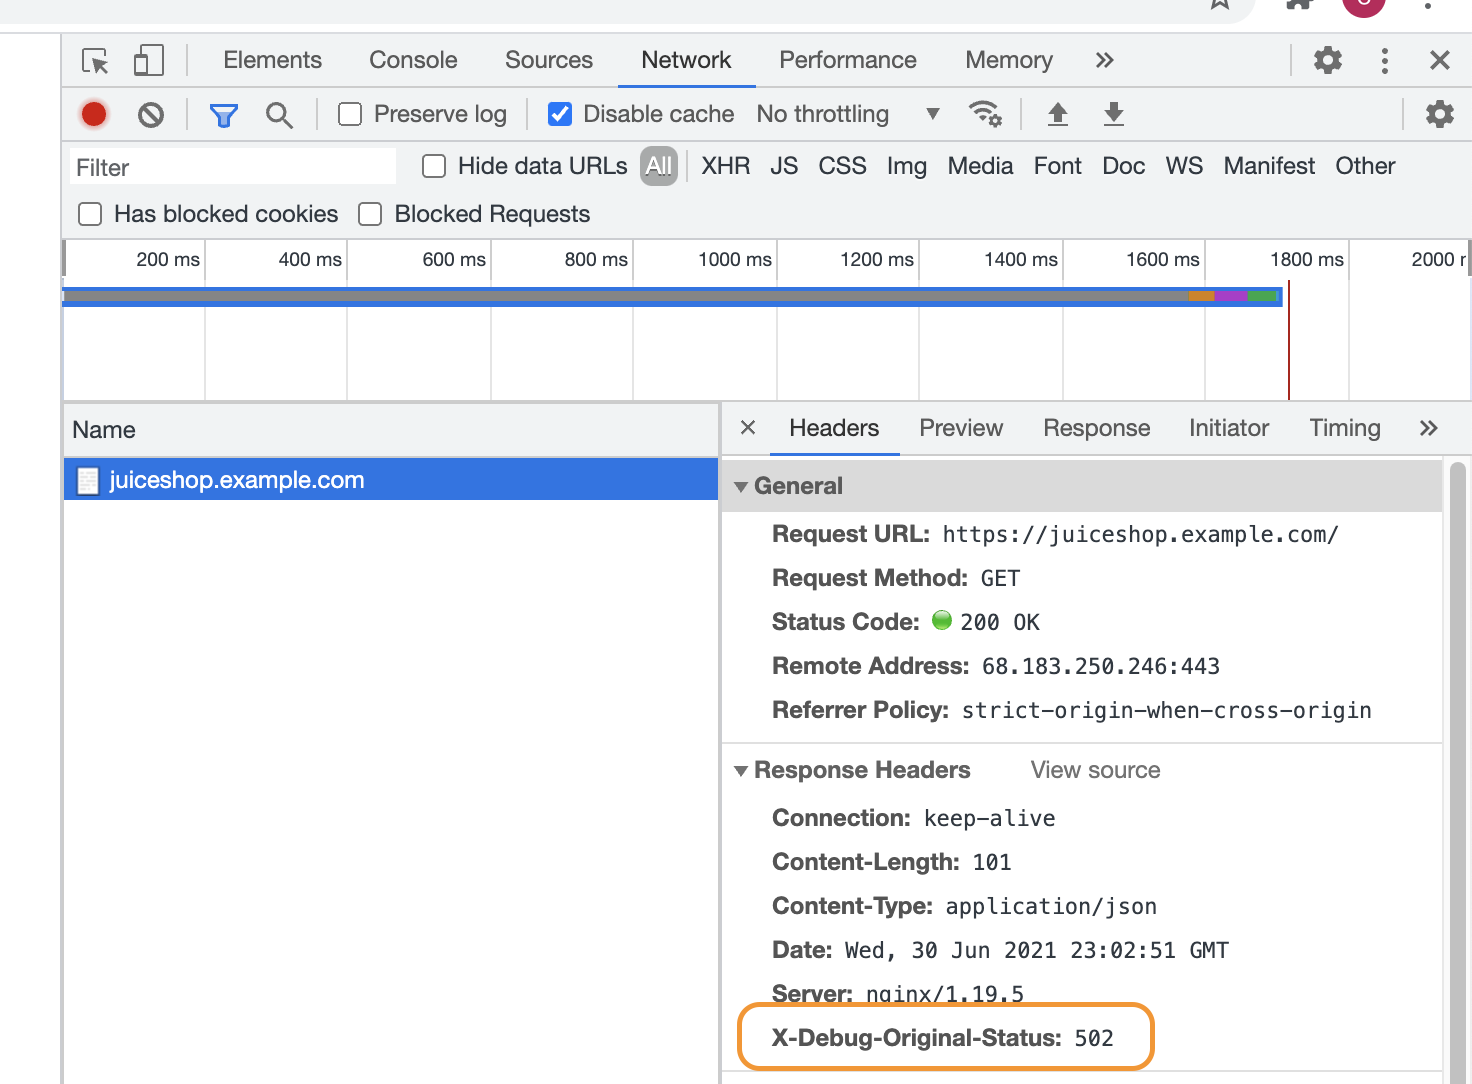 Elements Console Sources Network Performance Memory
Preserve log Disable cache No throttling
Filter Hide data URLs All XHR JS CSS Img Media Font Doc WS Manifest Other
Has blocked cookies Blocked Requests
200 ms 400 ms 600 ms 800 ms 1000 ms 1200 ms 1400 ms 1600 ms 1800 ms 2000
Name
juiceshop.example.com
Headers Preview Response Initiator Timing
General
Request URL: https://juiceshop.example.com/
Request Method: GET
Status Code: 200 OK
Remote Address: 68.183.250.246:443
Referrer Policy: strict-origin-when-cross-origin
Response Headers View source
Connection: keep-alive
Content-Length: 101
Content-Type: application/json
Date: Wed, 30 Jun 2021 23:02:51 GMT
Server: nginx/1.19.5
X-Debug-Original-Status: 502